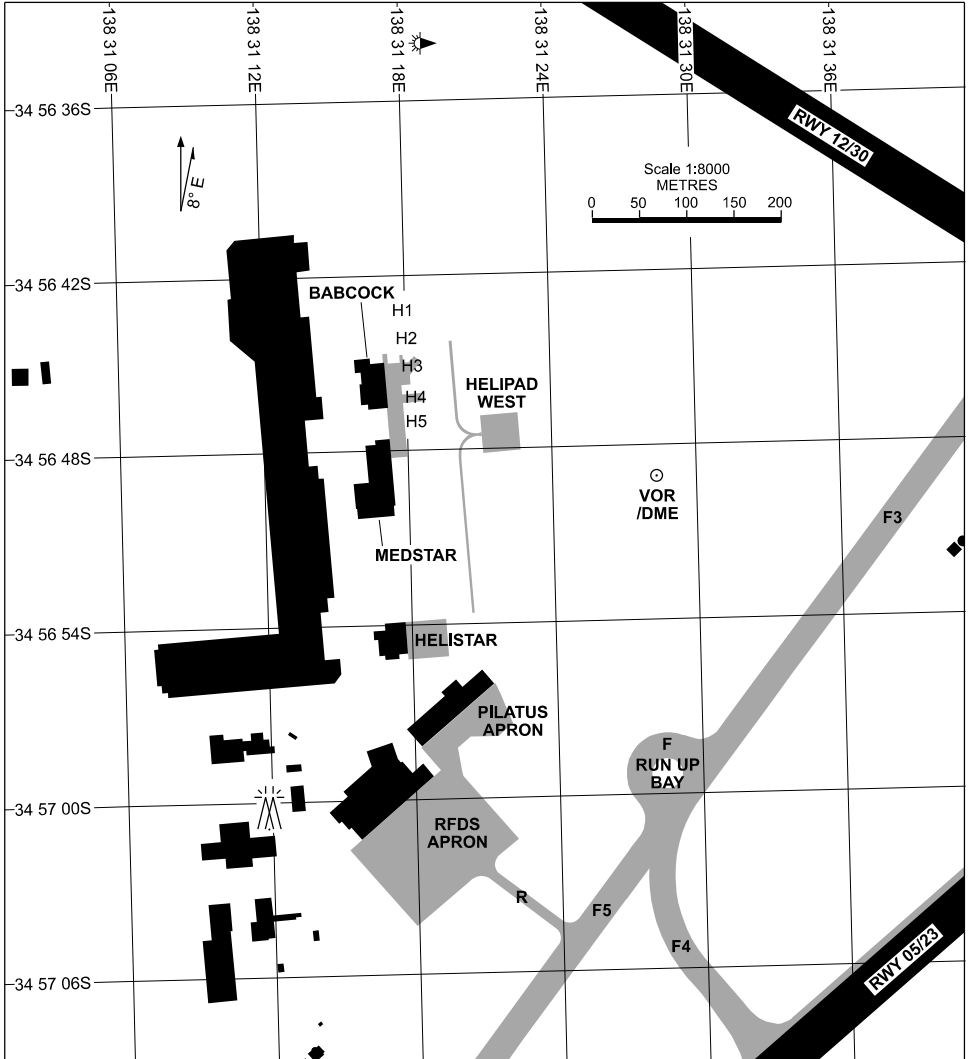 138 31 06E
138 31 12E
138 31 18E
138 31 24E
138 31 30E
138 31 36E
34 56 36S
RWY 12/30
Scale 1:8000
METRES
0 50 100 150 200
8° E
34 56 42S
BABCOCK
H1
H2
H3
H4
H5
HELIPAD
WEST
34 56 48S
VOR
/DME
F3
MEDSTAR
34 56 54S
HELISTAR
PILATUS
APRON
F
RUN UP
BAY
34 57 00S
RFDS
APRON
R
F5
F4
RWY 05/23
34 57 06S